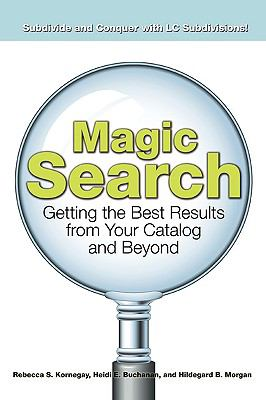 Subdivide and Conquer with LC Subdivisions!
Magic
Search
Getting the Best Results
from Your Catalog
and Beyond
Rebecca S. Kornegay, Heidi E. Buchanan, and Hildegard B. Morgan